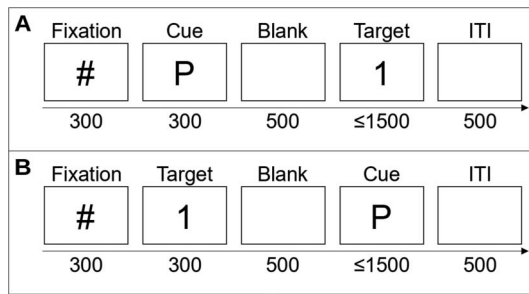 A
Fixation Cue Blank Target ITI
# P 1
300 300 500 ≤1500 500
B
Fixation Target Blank Cue ITI
# 1 P
300 300 500 ≤1500 500